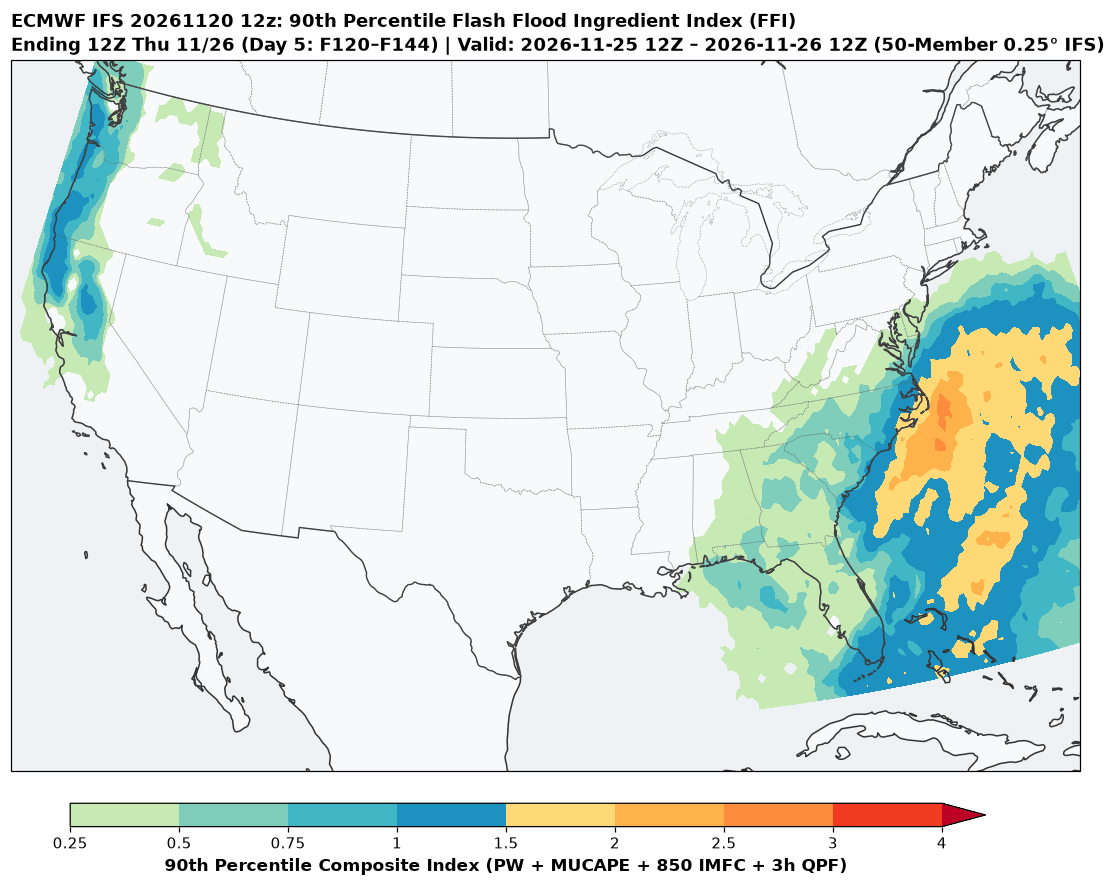 ECMWF IFS 20261120 12z: 90th Percentile Flash Flood Ingredient Index (FFI)
Ending 12Z Thu 11/26 (Day 5: F120–F144) | Valid: 2026-11-25 12Z – 2026-11-26 12Z (50-Member 0.25° IFS)
0.25 0.5 0.75 1 1.5 2 2.5 3 4
90th Percentile Composite Index (PW + MUCAPE + 850 IMFC + 3h QPF)